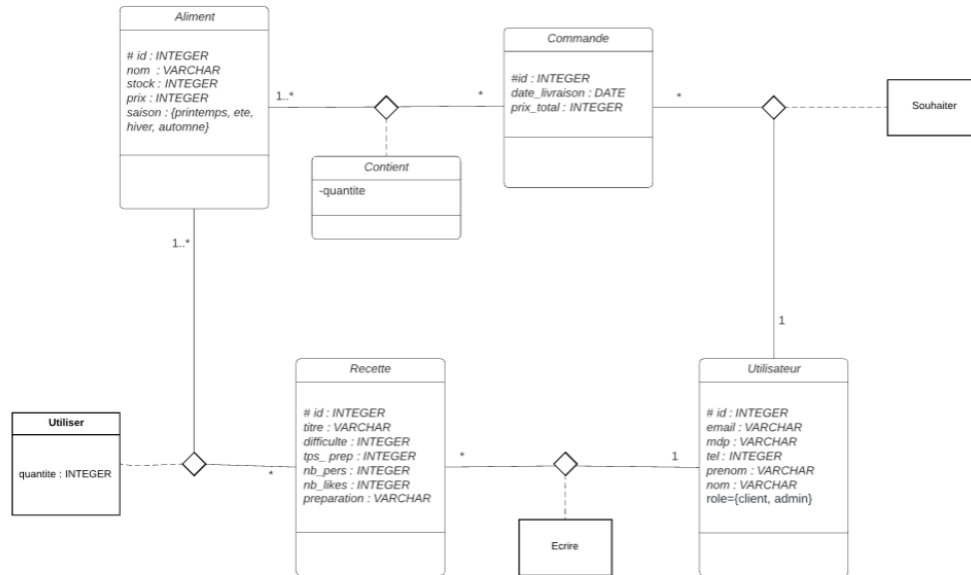 Aliment
# id : INTEGER
nom : VARCHAR
stock : INTEGER
prix : INTEGER
saison : {printemps, ete,
hiver, automne}
1..*
*
Commande
#id : INTEGER
date_livraison : DATE
prix_total : INTEGER
*
Souhaiter
Contient
-quantite
1..*
1
Utiliser
quantite : INTEGER
*
Recette
# id : INTEGER
titre : VARCHAR
difficulte : INTEGER
tps_ prep : INTEGER
nb_pers : INTEGER
nb_likes : INTEGER
preparation : VARCHAR
*
1
Ecrire
Utilisateur
# id : INTEGER
email : VARCHAR
mdp : VARCHAR
tel : INTEGER
prenom : VARCHAR
nom : VARCHAR
role={client, admin}